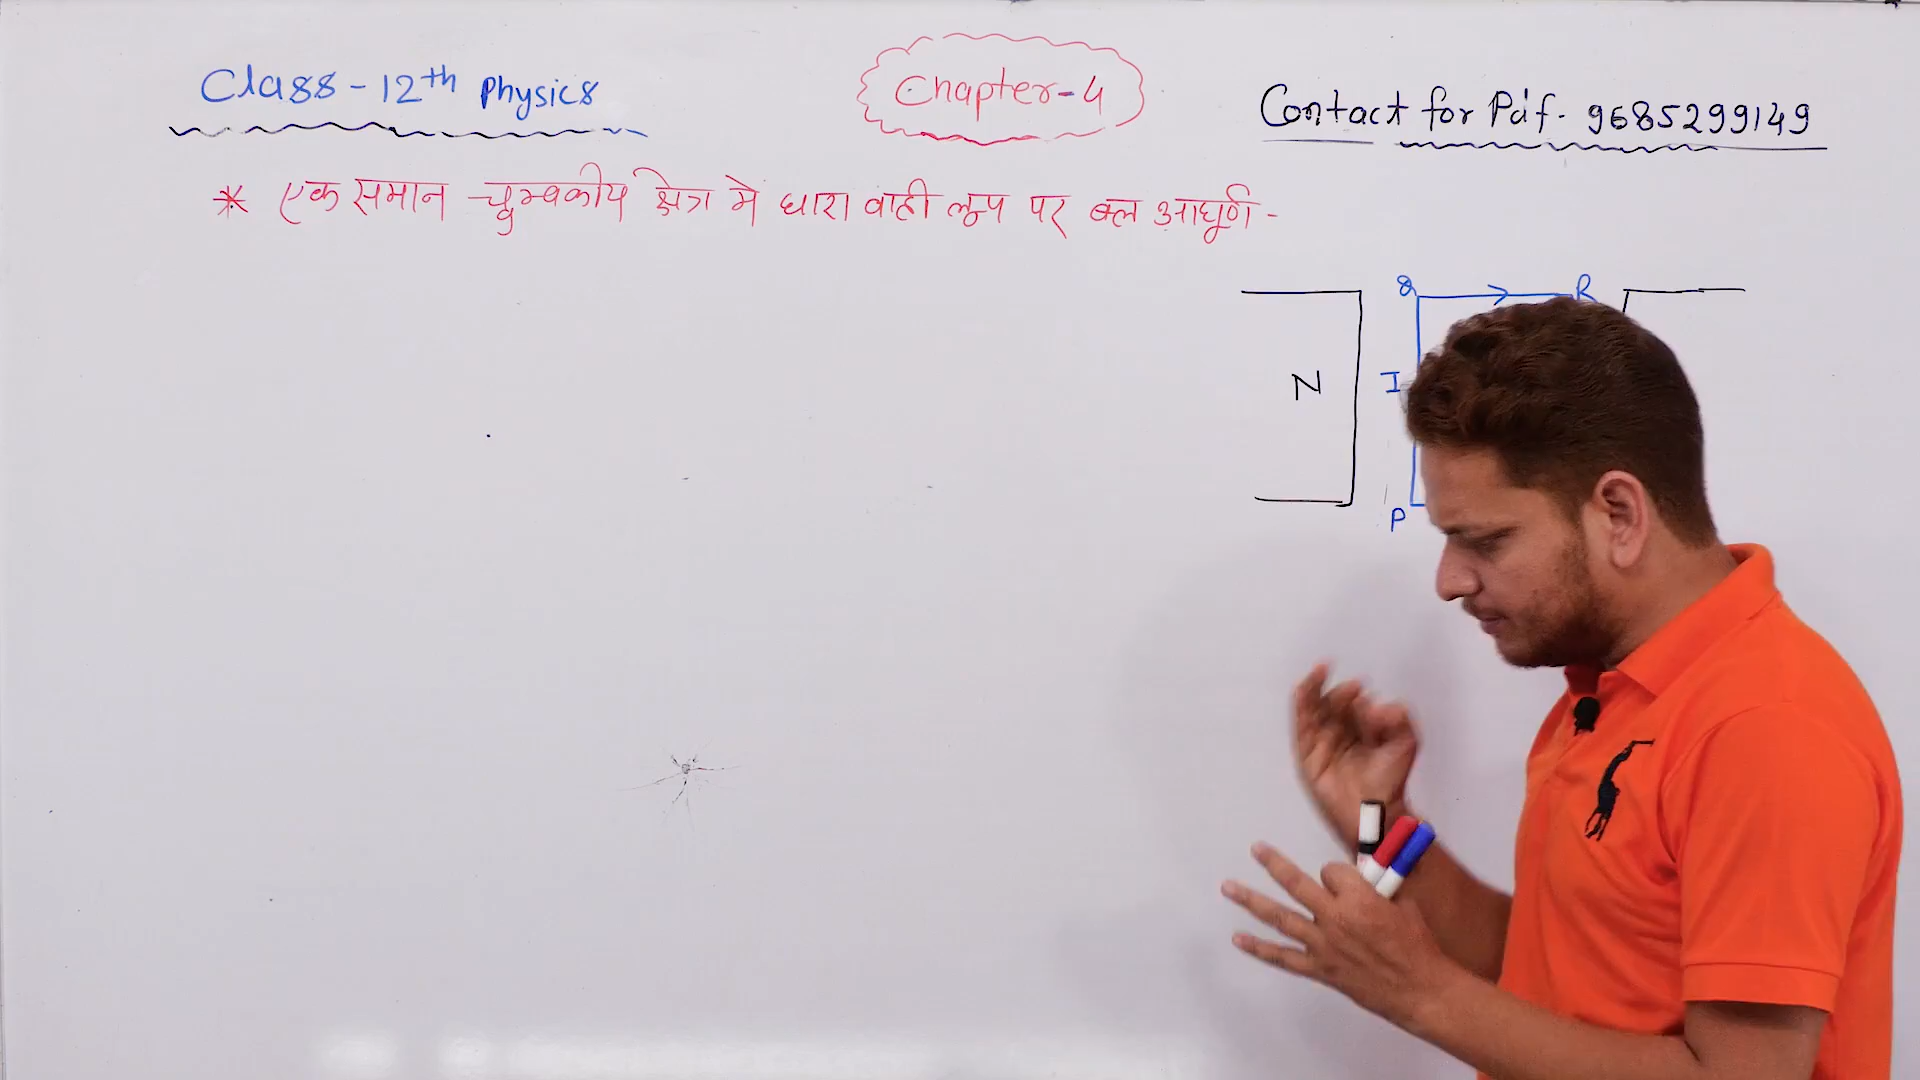 Class - 12th Physics
Chapter-4
Contact for Pdf- 9685299149
* एक समान चुम्बकीय क्षेत्र मे धारा वाही लूप पर बल आघूर्ण -
Q R
N I
P